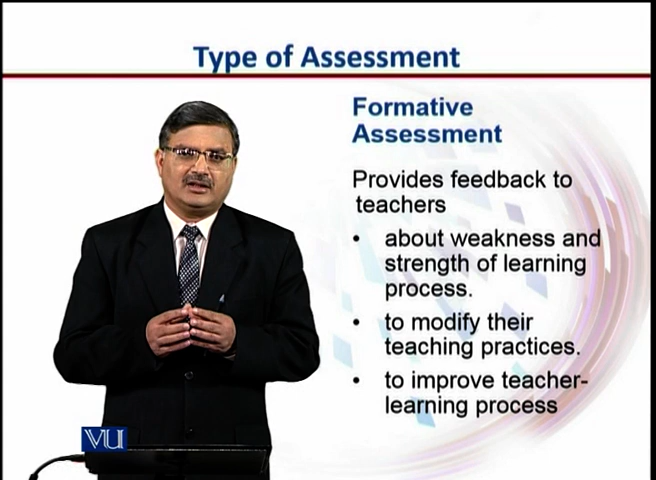 Type of Assessment
Formative
Assessment
Provides feedback to
teachers
• about weakness and
strength of learning
process.
• to modify their
teaching practices.
• to improve teacher-
learning process
VU